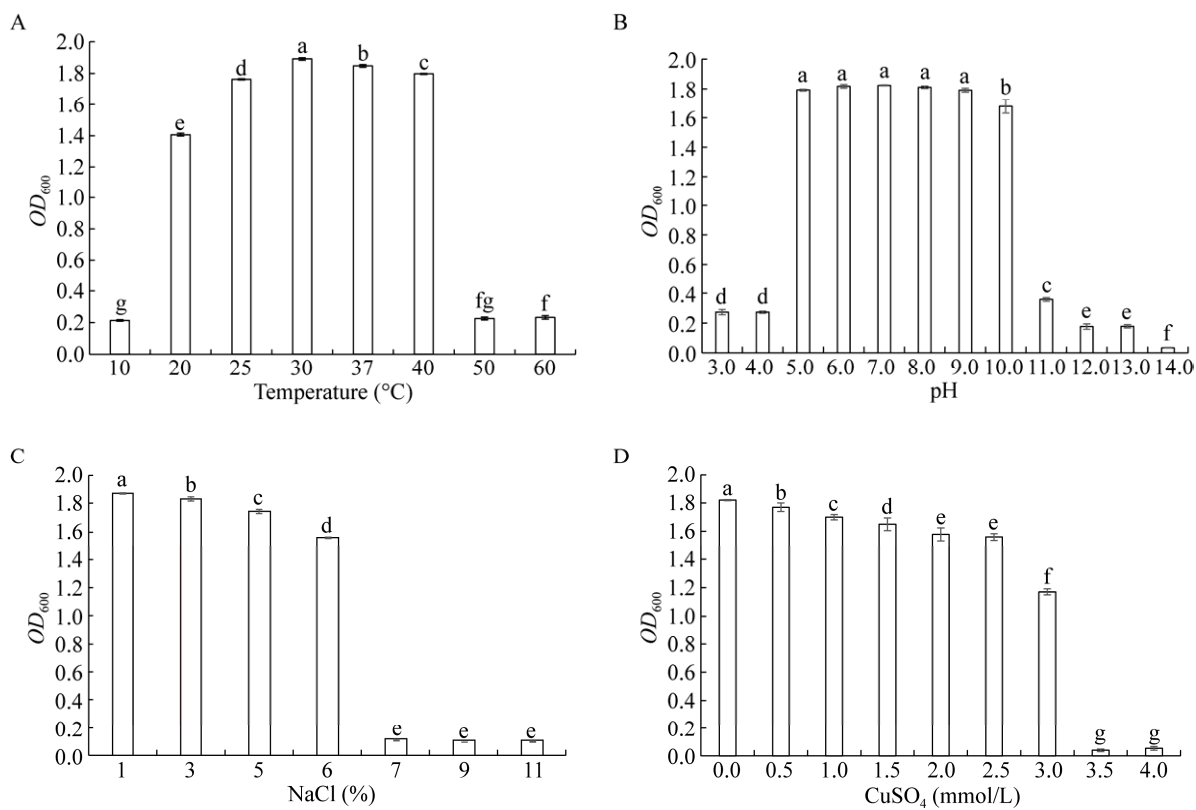 A
OD600
2.0
1.8
1.6
1.4
1.2
1.0
0.8
0.6
0.4
0.2
0.0
g e d a b c fg f
10 20 25 30 37 40 50 60
Temperature (°C)
B
OD600
2.0
1.8
1.6
1.4
1.2
1.0
0.8
0.6
0.4
0.2
0.0
d d a a a a a b c e e f
3.0 4.0 5.0 6.0 7.0 8.0 9.0 10.0 11.0 12.0 13.0 14.0
pH
C
OD600
2.0
1.8
1.6
1.4
1.2
1.0
0.8
0.6
0.4
0.2
0.0
a b c d e e e
1 3 5 6 7 9 11
NaCl (%)
D
OD600
2.0
1.8
1.6
1.4
1.2
1.0
0.8
0.6
0.4
0.2
0.0
a b c d e e f g g
0.0 0.5 1.0 1.5 2.0 2.5 3.0 3.5 4.0
CuSO4 (mmol/L)